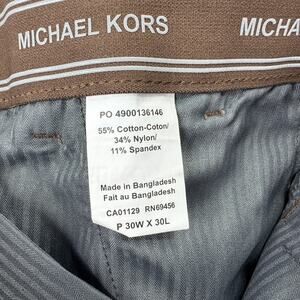 MICHAEL KORS
MICHA
PO 4900136146
55% Cotton-Coton/
34% Nylon/
11% Spandex
Made in Bangladesh
Fait au Bangladesh
CA01129 RN69456
P 30W X 30L